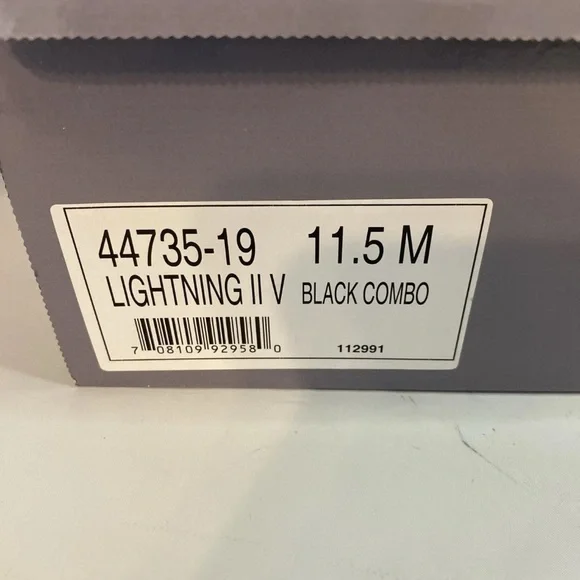 44735-19 11.5 M
LIGHTNING II V BLACK COMBO
7 08109 92958 0 112991